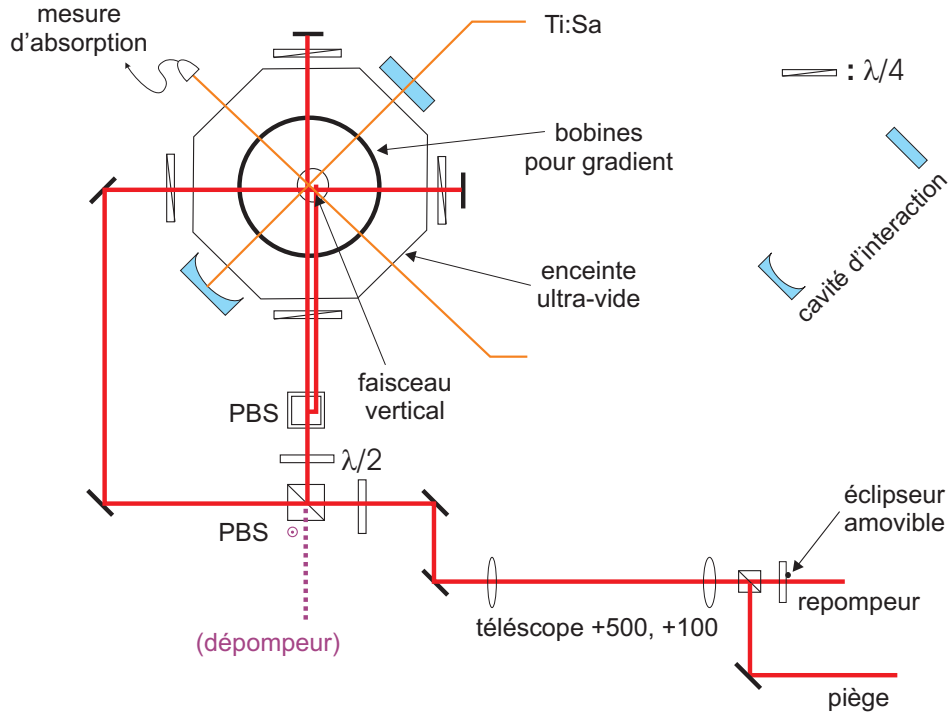 mesure
d'absorption
Ti:Sa
: λ/4
bobines
pour gradient
cavité d'interaction
enceinte
ultra-vide
faisceau
vertical
PBS
λ/2
PBS
éclipseur
amovible
repompeur
téléscope +500, +100
(dépompeur)
piège